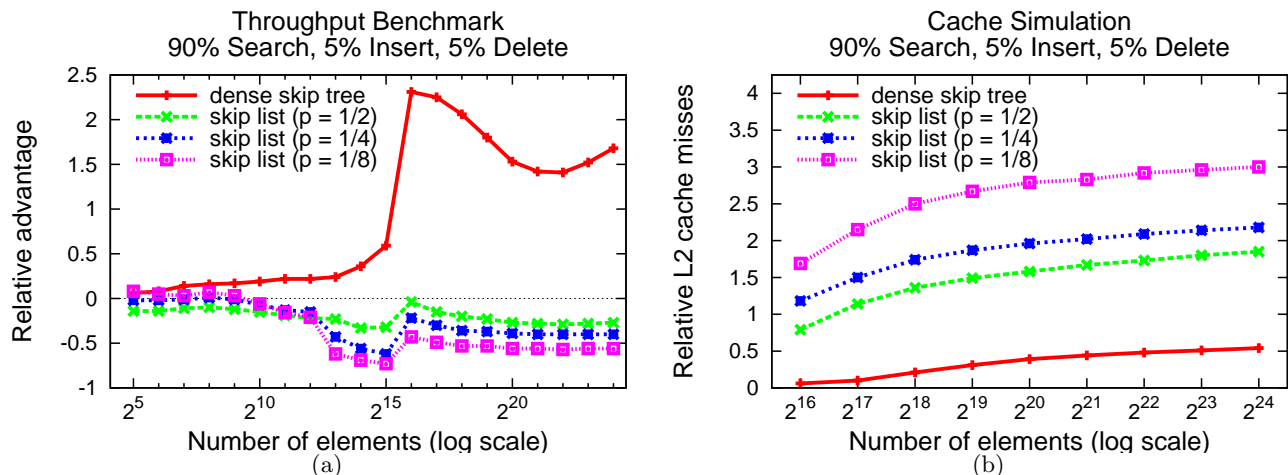 Throughput Benchmark
90% Search, 5% Insert, 5% Delete
2.5
2
1.5
1
0.5
0
-0.5
-1
Relative advantage
dense skip tree
skip list (p = 1/2)
skip list (p = 1/4)
skip list (p = 1/8)
2^5 2^10 2^15 2^20
Number of elements (log scale)
(a)
Cache Simulation
90% Search, 5% Insert, 5% Delete
4
3.5
3
2.5
2
1.5
1
0.5
0
Relative L2 cache misses
dense skip tree
skip list (p = 1/2)
skip list (p = 1/4)
skip list (p = 1/8)
2^16 2^17 2^18 2^19 2^20 2^21 2^22 2^23 2^24
Number of elements (log scale)
(b)